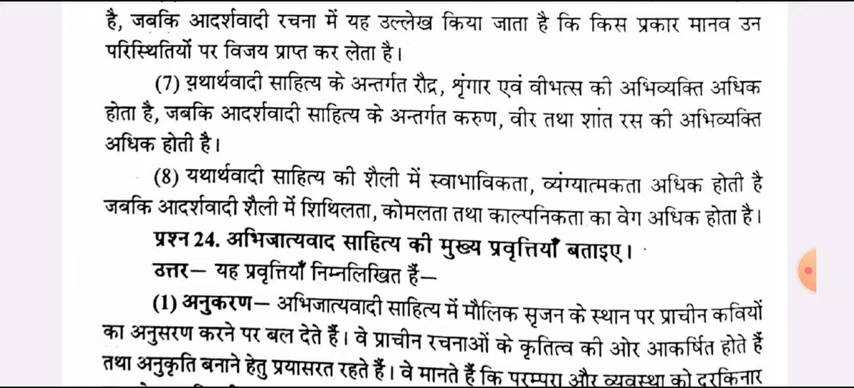 है, जबकि आदर्शवादी रचना में यह उल्लेख किया जाता है कि किस प्रकार मानव उन
परिस्थितियों पर विजय प्राप्त कर लेता है।
(7) यथार्थवादी साहित्य के अन्तर्गत रौद्र, शृंगार एवं वीभत्स की अभिव्यक्ति अधिक
होता है, जबकि आदर्शवादी साहित्य के अन्तर्गत करुण, वीर तथा शांत रस की अभिव्यक्ति
अधिक होती है।
(8) यथार्थवादी साहित्य की शैली में स्वाभाविकता, व्यंग्यात्मकता अधिक होती है
जबकि आदर्शवादी शैली में शिथिलता, कोमलता तथा काल्पनिकता का वेग अधिक होता है।
प्रश्न 24. अभिजात्यवाद साहित्य की मुख्य प्रवृत्तियाँ बताइए।
उत्तर— यह प्रवृत्तियाँ निम्नलिखित हैं—
(1) अनुकरण— अभिजात्यवादी साहित्य में मौलिक सृजन के स्थान पर प्राचीन कवियों
का अनुसरण करने पर बल देते हैं। वे प्राचीन रचनाओं के कृतित्व की ओर आकर्षित होते हैं
तथा अनुकृति बनाने हेतु प्रयासरत रहते हैं। वे मानते हैं कि परम्परा और व्यवस्था को दरकिनार